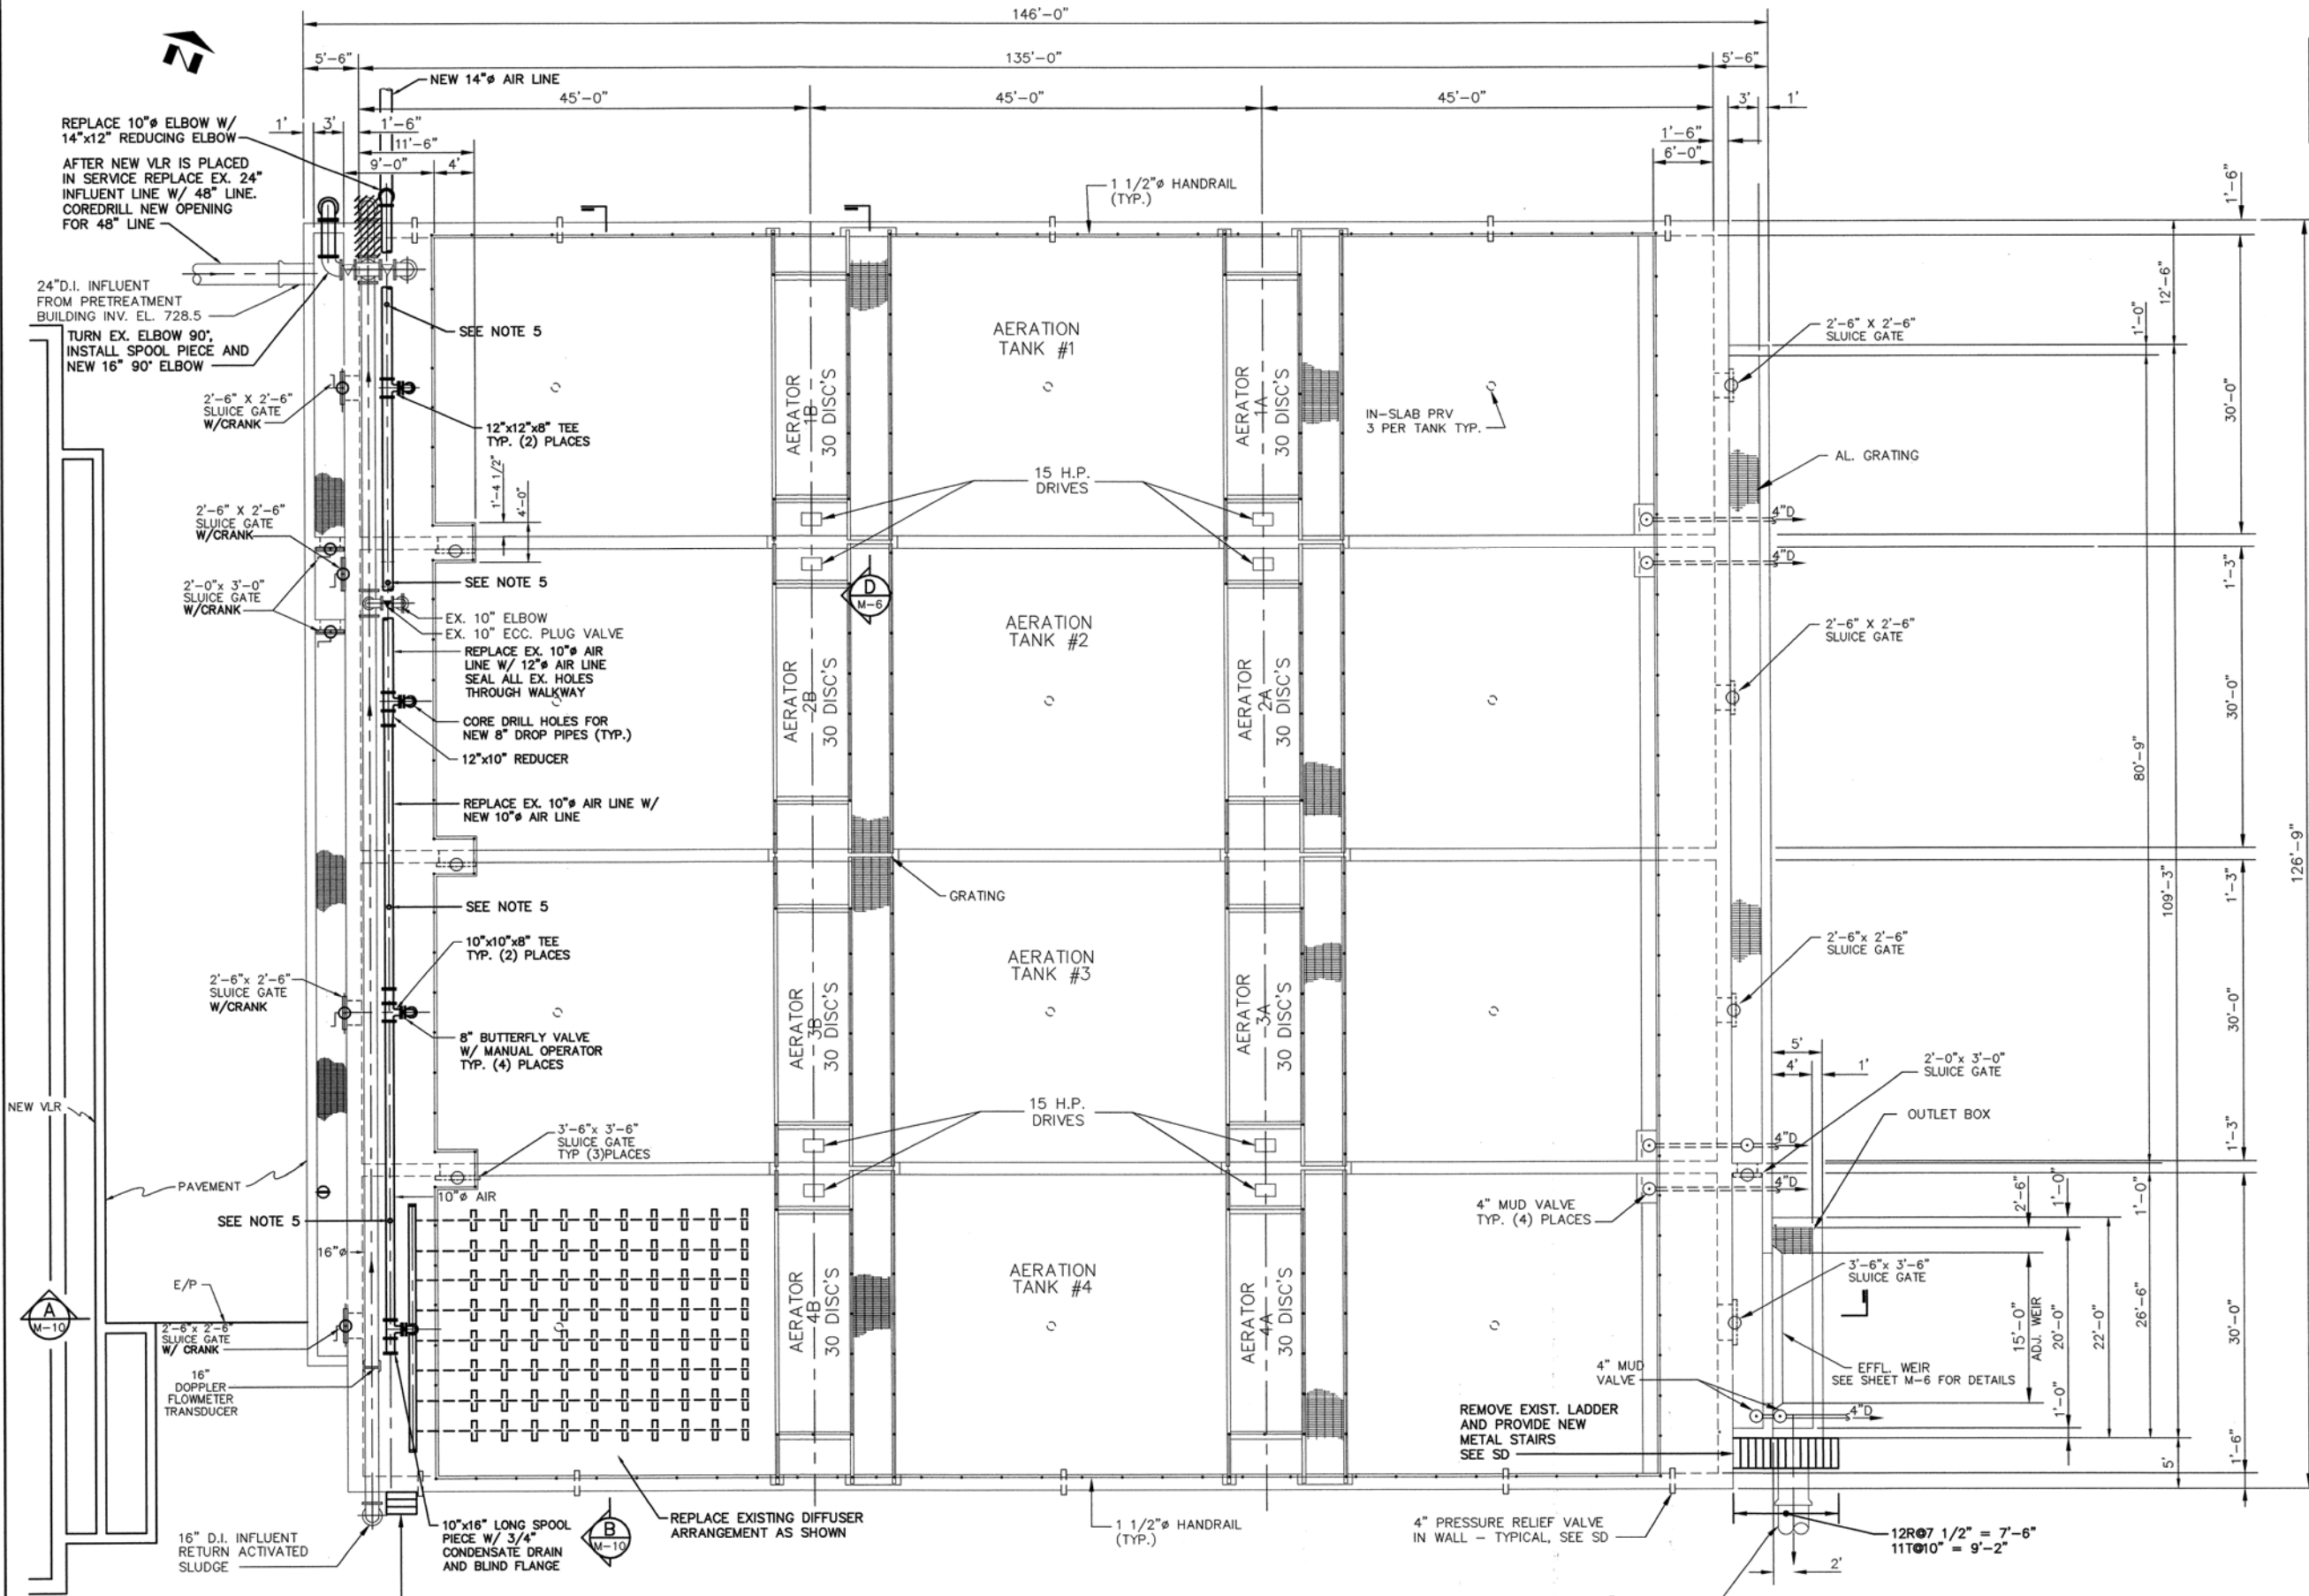 146'-0"
5'-6"
135'-0"
5'-6"
N
NEW 14"ø AIR LINE
45'-0"
45'-0"
45'-0"
3'
1'
REPLACE 10"ø ELBOW W/
14"x12" REDUCING ELBOW
1'
3'
1'-6"
11'-6"
9'-0"
4'
1'-6"
6'-0"
AFTER NEW VLR IS PLACED
IN SERVICE REPLACE EX. 24"
INFLUENT LINE W/ 48" LINE.
COREDRILL NEW OPENING
FOR 48" LINE
1 1/2"ø HANDRAIL
(TYP.)
1'-6"
24"D.I. INFLUENT
FROM PRETREATMENT
BUILDING INV. EL. 728.5
TURN EX. ELBOW 90°,
INSTALL SPOOL PIECE AND
NEW 16" 90° ELBOW
SEE NOTE 5
AERATION
TANK #1
2'-6" X 2'-6"
SLUICE GATE
12'-6"
1'-0"
2'-6" X 2'-6"
SLUICE GATE
W/CRANK
12"x12"x8" TEE
TYP. (2) PLACES
AERATOR
1B
30 DISC'S
AERATOR
1A
30 DISC'S
IN-SLAB PRV
3 PER TANK TYP.
30'-0"
AL. GRATING
1'-4 1/2"
4'-0"
15 H.P.
DRIVES
2'-6" X 2'-6"
SLUICE GATE
W/CRANK
4"D
4"D
2'-0"x 3'-0"
SLUICE GATE
W/CRANK
SEE NOTE 5
D
M-6
1'-3"
EX. 10" ELBOW
EX. 10" ECC. PLUG VALVE
REPLACE EX. 10"ø AIR
LINE W/ 12"ø AIR LINE
SEAL ALL EX. HOLES
THROUGH WALKWAY
AERATION
TANK #2
2'-6" X 2'-6"
SLUICE GATE
AERATOR
2B
30 DISC'S
AERATOR
2A
30 DISC'S
30'-0"
CORE DRILL HOLES FOR
NEW 8" DROP PIPES (TYP.)
12"x10" REDUCER
80'-9"
REPLACE EX. 10"ø AIR LINE W/
NEW 10"ø AIR LINE
126'-9"
109'-3"
1'-3"
GRATING
SEE NOTE 5
10"x10"x8" TEE
TYP. (2) PLACES
AERATION
TANK #3
2'-6"x 2'-6"
SLUICE GATE
2'-6"x 2'-6"
SLUICE GATE
W/CRANK
AERATOR
3B
30 DISC'S
AERATOR
3A
30 DISC'S
30'-0"
8" BUTTERFLY VALVE
W/ MANUAL OPERATOR
TYP. (4) PLACES
5'
4'
1'
2'-0"x 3'-0"
SLUICE GATE
NEW VLR
15 H.P.
DRIVES
OUTLET BOX
3'-6"x 3'-6"
SLUICE GATE
TYP (3)PLACES
4"D
4"D
1'-3"
PAVEMENT
10"ø AIR
4" MUD VALVE
TYP. (4) PLACES
2'-6"
1'-0"
1'-0"
SEE NOTE 5
16"ø
E/P
AERATION
TANK #4
3'-6"x 3'-6"
SLUICE GATE
A
M-10
2'-6"x 2'-6"
SLUICE GATE
W/ CRANK
AERATOR
4B
30 DISC'S
AERATOR
4A
30 DISC'S
15'-0"
ADJ. WEIR
20'-0"
22'-0"
26'-6"
30'-0"
16"
DOPPLER
FLOWMETER
TRANSDUCER
4" MUD
VALVE
EFFL. WEIR
SEE SHEET M-6 FOR DETAILS
REMOVE EXIST. LADDER
AND PROVIDE NEW
METAL STAIRS
SEE SD
4"D
1'-0"
5'
1'-6"
16" D.I. INFLUENT
RETURN ACTIVATED
SLUDGE
10"x16" LONG SPOOL
PIECE W/ 3/4"
CONDENSATE DRAIN
AND BLIND FLANGE
B
M-10
REPLACE EXISTING DIFFUSER
ARRANGEMENT AS SHOWN
1 1/2"ø HANDRAIL
(TYP.)
4" PRESSURE RELIEF VALVE
IN WALL - TYPICAL, SEE SD
12R@7 1/2" = 7'-6"
11T@10" = 9'-2"
2'